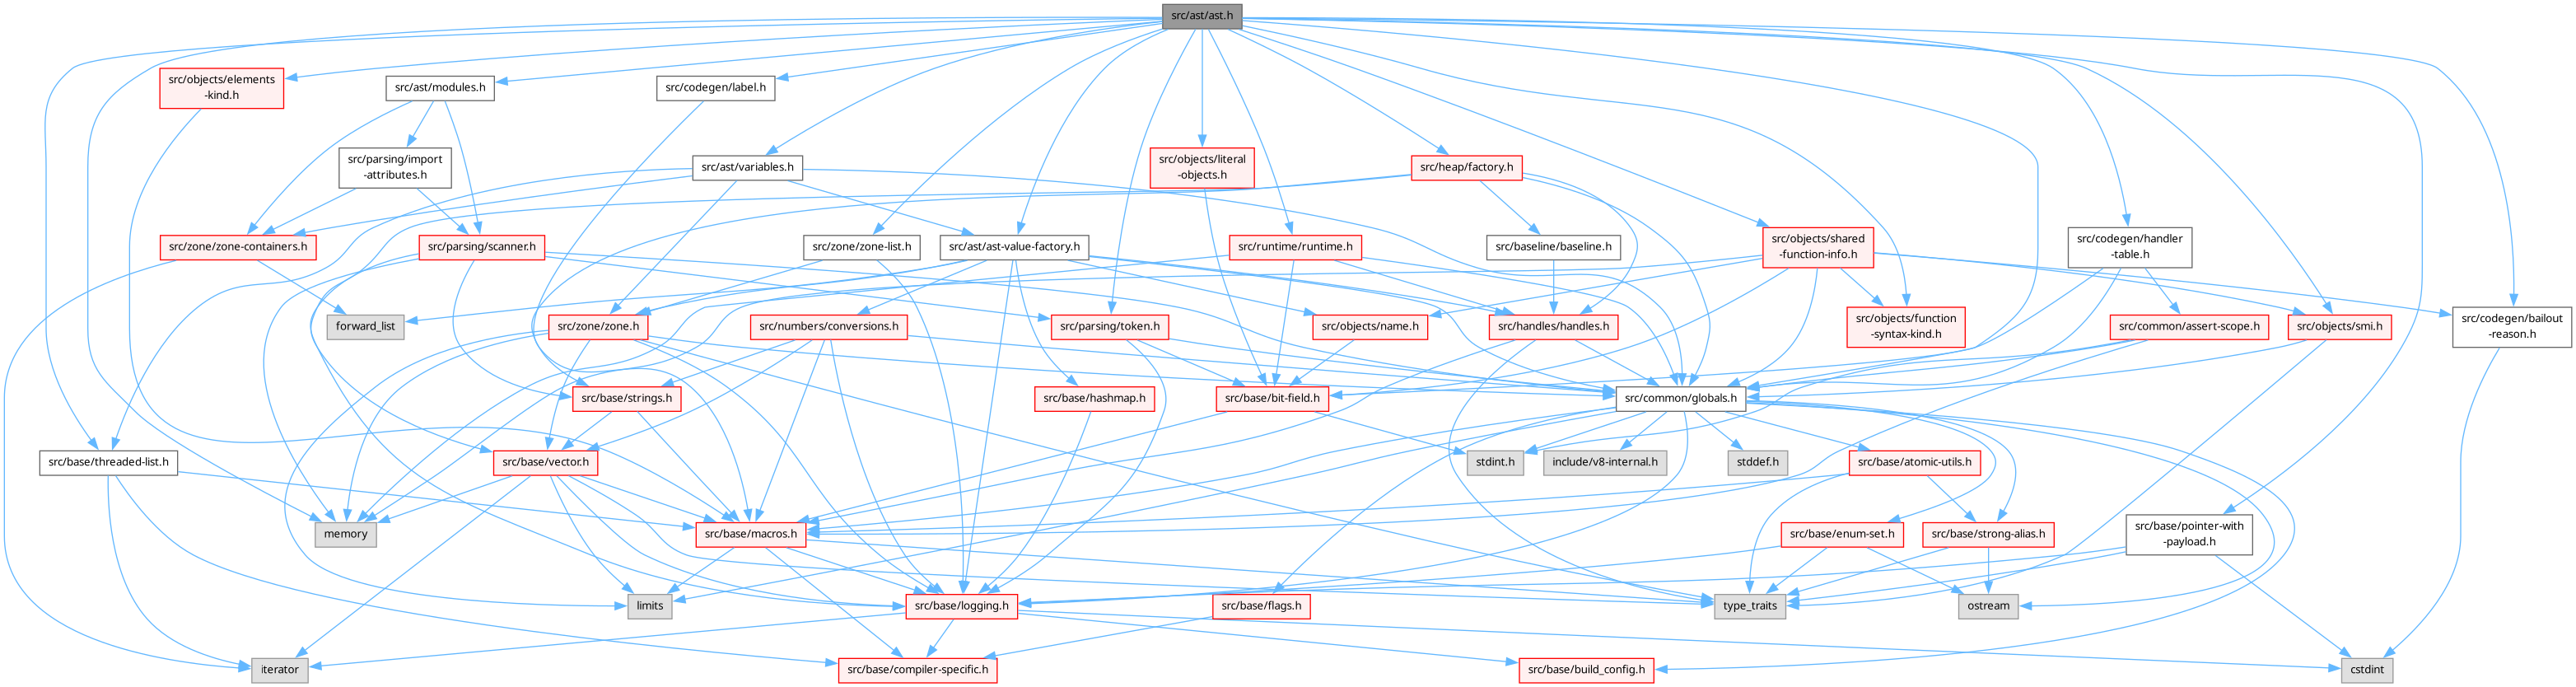 src/ast/ast.h
src/objects/elements
-kind.h
src/ast/modules.h
src/codegen/label.h
src/parsing/import
-attributes.h
src/ast/variables.h
src/objects/literal
-objects.h
src/heap/factory.h
src/zone/zone-containers.h
src/parsing/scanner.h
src/zone/zone-list.h
src/ast/ast-value-factory.h
src/runtime/runtime.h
src/baseline/baseline.h
src/objects/shared
-function-info.h
src/codegen/handler
-table.h
forward_list
src/zone/zone.h
src/numbers/conversions.h
src/parsing/token.h
src/objects/name.h
src/handles/handles.h
src/objects/function
-syntax-kind.h
src/common/assert-scope.h
src/objects/smi.h
src/codegen/bailout
-reason.h
src/base/strings.h
src/base/hashmap.h
src/base/bit-field.h
src/common/globals.h
src/base/threaded-list.h
src/base/vector.h
stdint.h
include/v8-internal.h
stddef.h
src/base/atomic-utils.h
memory
src/base/macros.h
src/base/enum-set.h
src/base/strong-alias.h
src/base/pointer-with
-payload.h
limits
src/base/logging.h
src/base/flags.h
type_traits
ostream
iterator
src/base/compiler-specific.h
src/base/build_config.h
cstdint